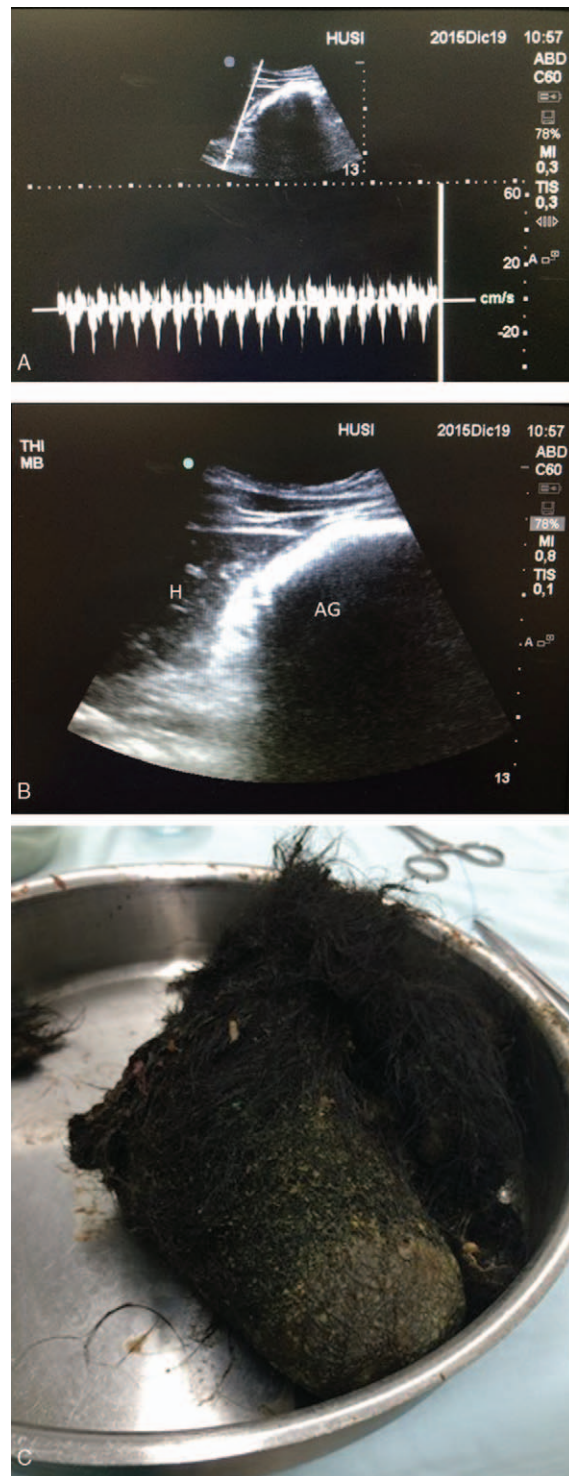 HUSI 2015Dic19 10:57
ABD
C60
78%
MI
0,3
TIS
0,3
13
60
A
20
cm/s
-20
A
THI
MB
HUSI 2015Dic19 10:57
ABD
C60
78%
MI
0,8
TIS
0,1
H
AG
A
13
B
C